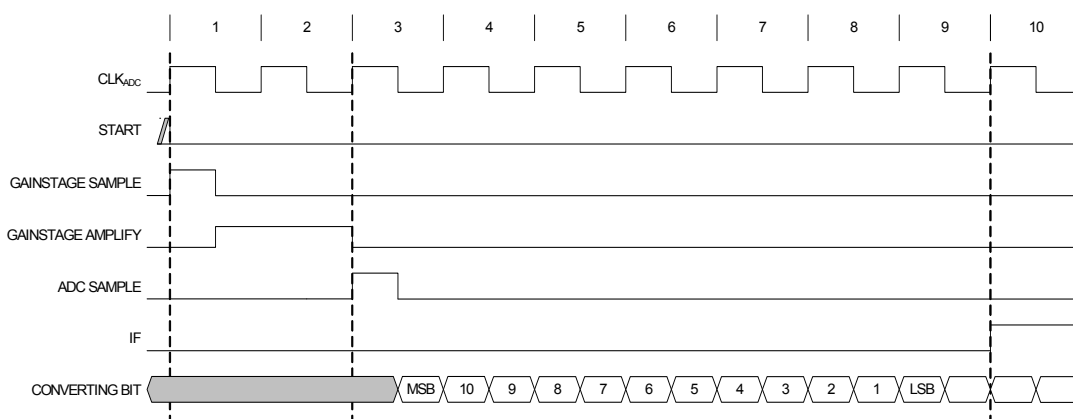 1 2 3 4 5 6 7 8 9 10
CLKADC
START
GAINSTAGE SAMPLE
GAINSTAGE AMPLIFY
ADC SAMPLE
IF
CONVERTING BIT MSB 10 9 8 7 6 5 4 3 2 1 LSB